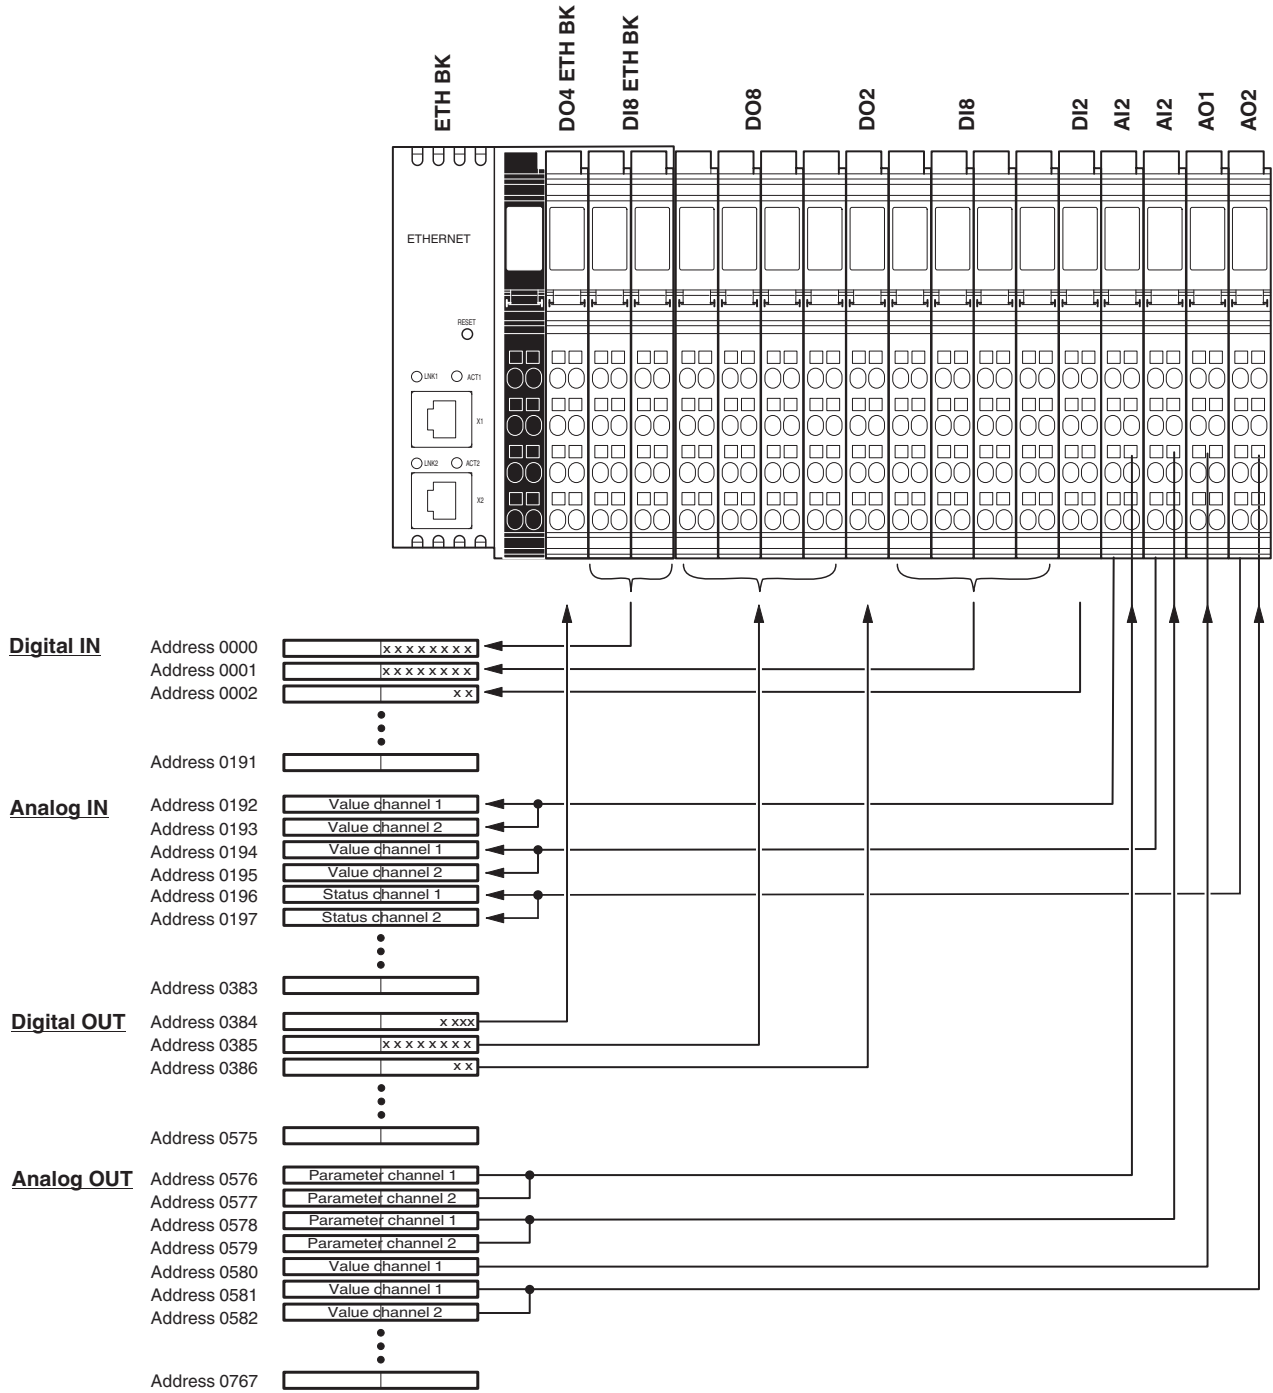 ETH BK
DO4 ETH BK
DI8 ETH BK
DO8
DO2
DI8
DI2
AI2
AI2
AO1
AO2
ETHERNET
RESET
LNK1 ACT1
X1
LNK2 ACT2
X2
Digital IN
Address 0000 x x x x x x x x
Address 0001 x x x x x x x x
Address 0002 x x
Address 0191
Analog IN
Address 0192 Value channel 1
Address 0193 Value channel 2
Address 0194 Value channel 1
Address 0195 Value channel 2
Address 0196 Status channel 1
Address 0197 Status channel 2
Address 0383
Digital OUT
Address 0384 x xxx
Address 0385 x x x x x x x x
Address 0386 x x
Address 0575
Analog OUT
Address 0576 Parameter channel 1
Address 0577 Parameter channel 2
Address 0578 Parameter channel 1
Address 0579 Parameter channel 2
Address 0580 Value channel 1
Address 0581 Value channel 1
Address 0582 Value channel 2
Address 0767